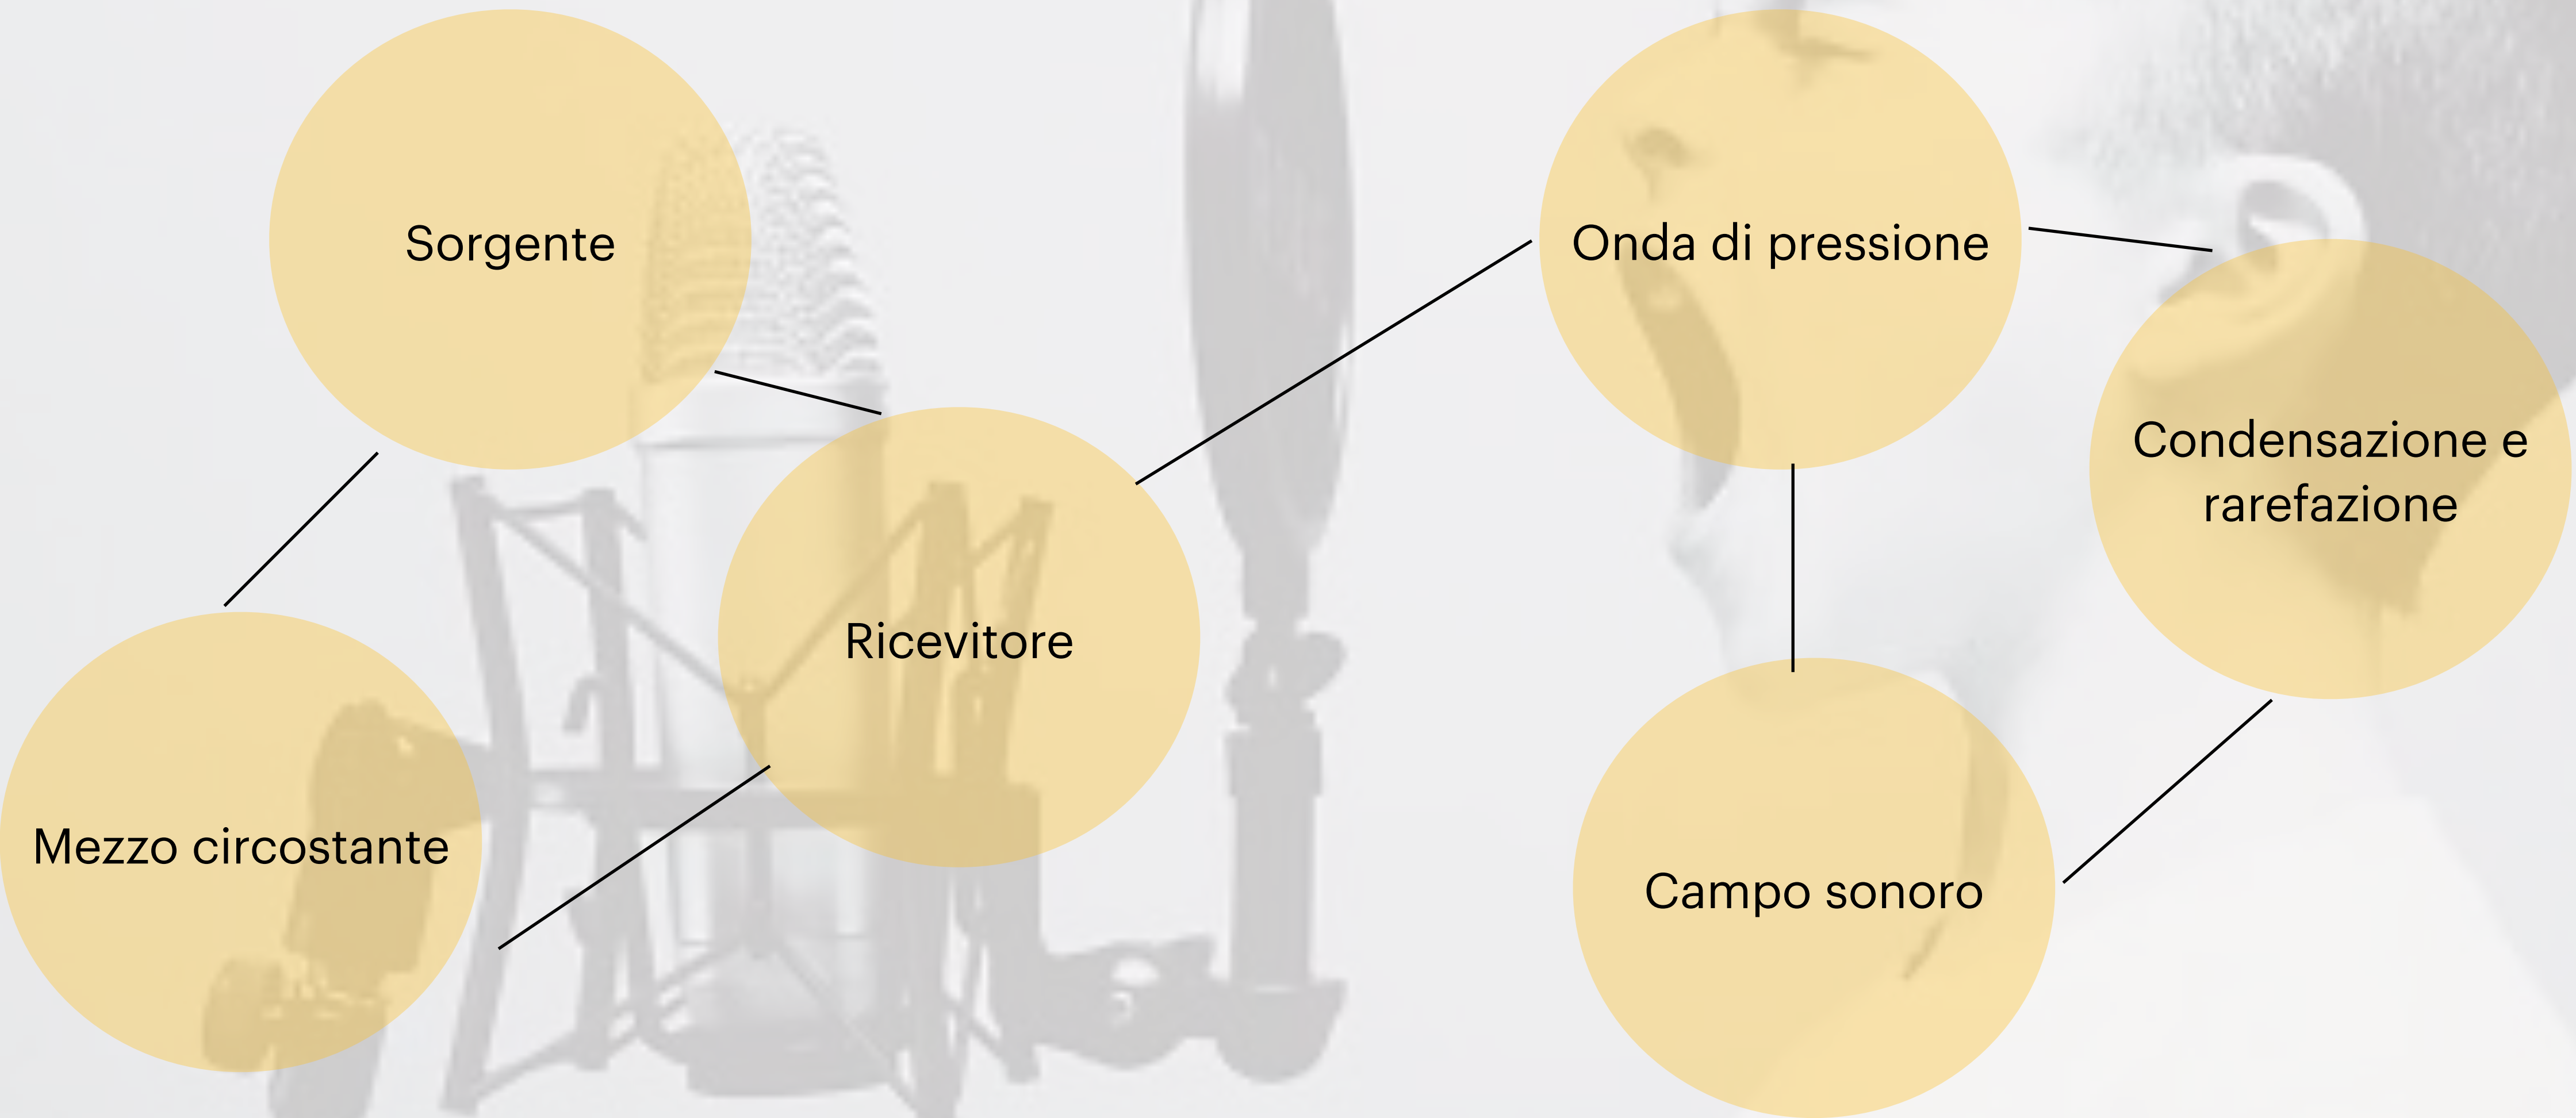 Sorgente
Onda di pressione
Condensazione e
rarefazione
Ricevitore
Mezzo circostante
Campo sonoro